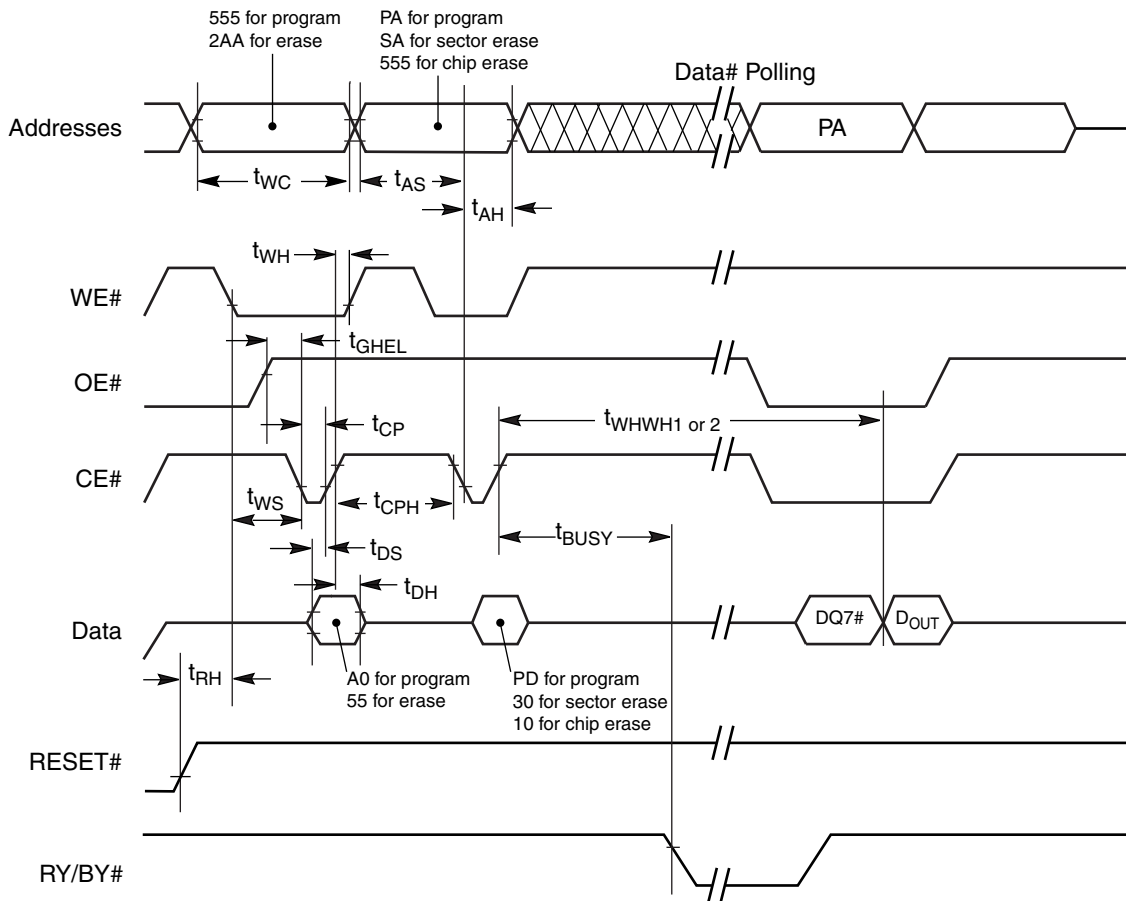 555 for program
2AA for erase
PA for program
SA for sector erase
555 for chip erase
Data# Polling
Addresses
PA
tWC
tAS
tAH
tWH
WE#
tGHEL
OE#
tWHWH1 or 2
tCP
CE#
tWS
tCPH
tBUSY
tDS
tDH
Data
DQ7#
DOUT
tRH
A0 for program
55 for erase
PD for program
30 for sector erase
10 for chip erase
RESET#
RY/BY#